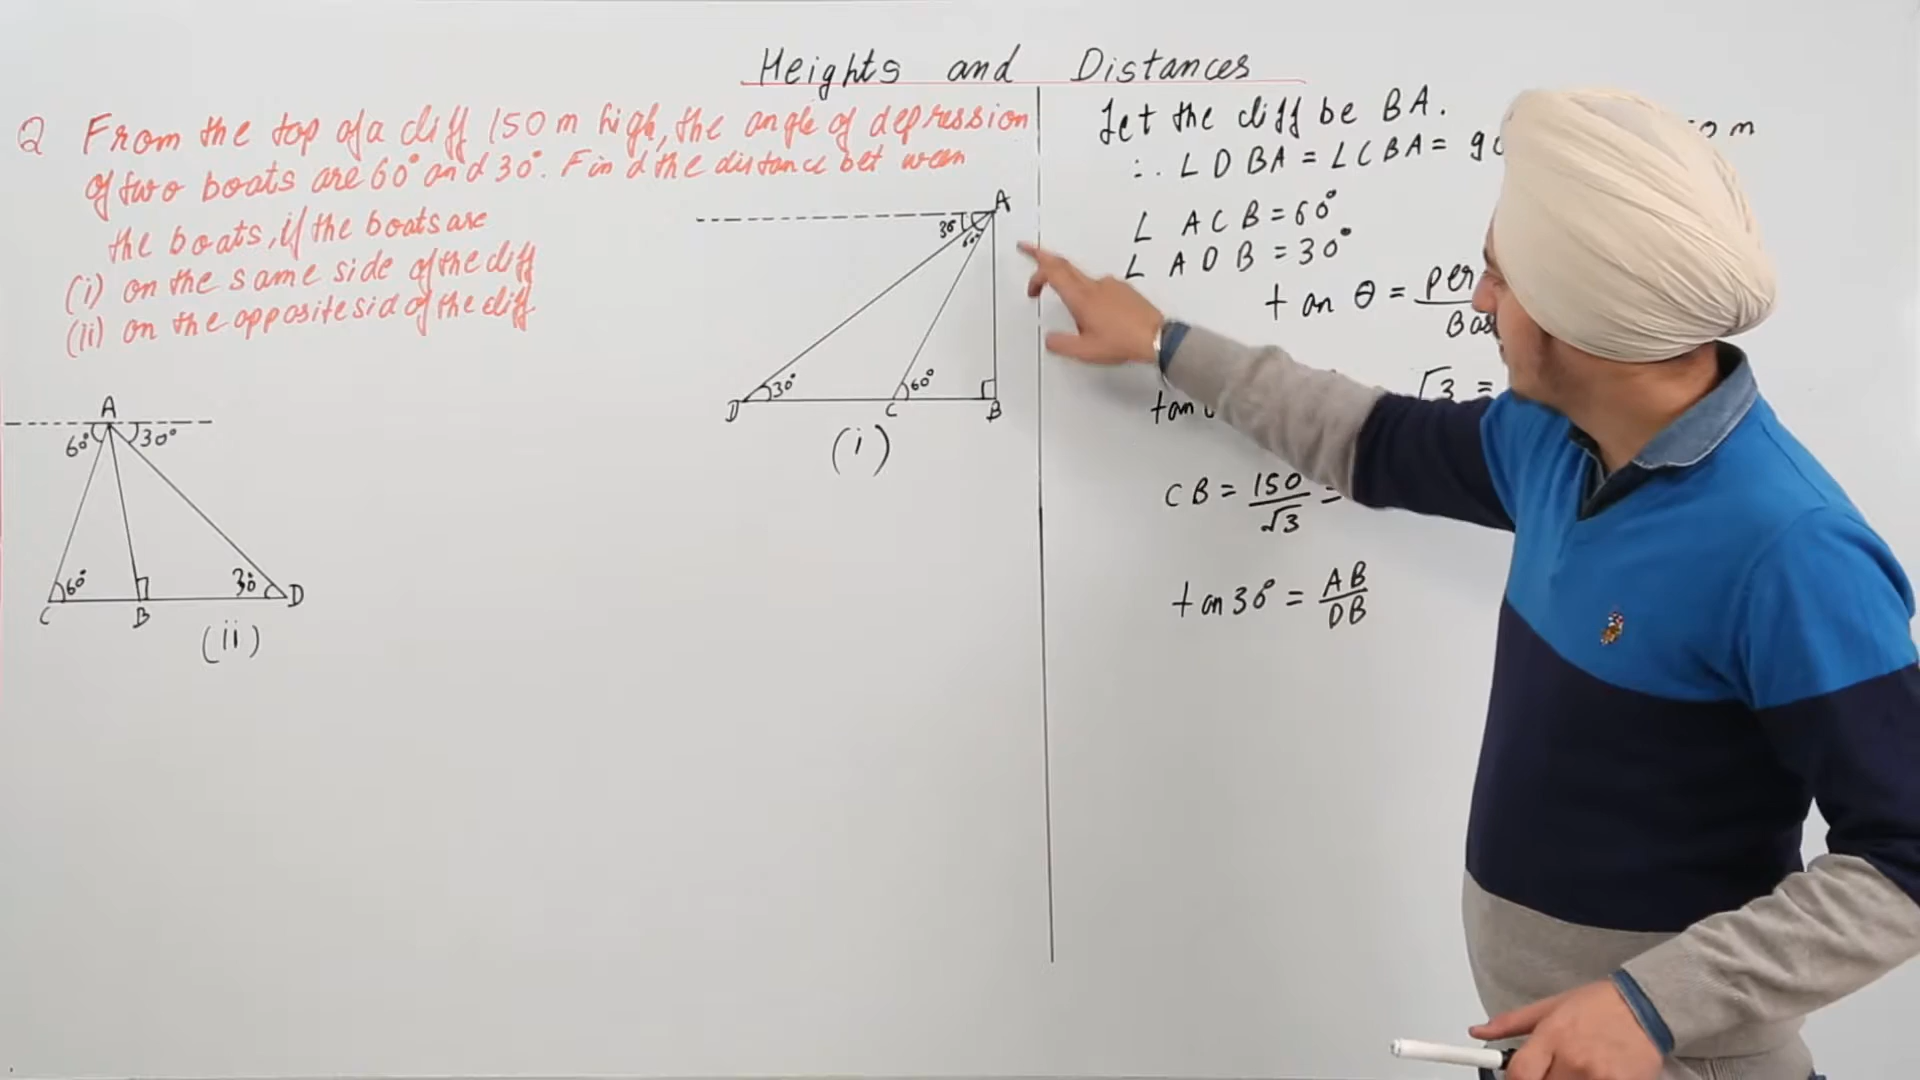 Heights and Distances
Q From the top of a cliff 150 m high, the angle of depression
of two boats are 60° and 30°. Find the distance between
the boats, if the boats are
(i) on the same side of the cliff
(ii) on the opposite sid of the cliff
A
30°
60°
30°
60°
D
C
B
(i)
A
60°
30°
60°
30°
C
B
D
(ii)
Let the cliff be BA.
∴ ∠DBA = ∠CBA =
m
∠ACB = 60°
∠ADB = 30°
tan θ =
tan
√3 =
CB = 150/√3 =
tan 30° = AB/DB